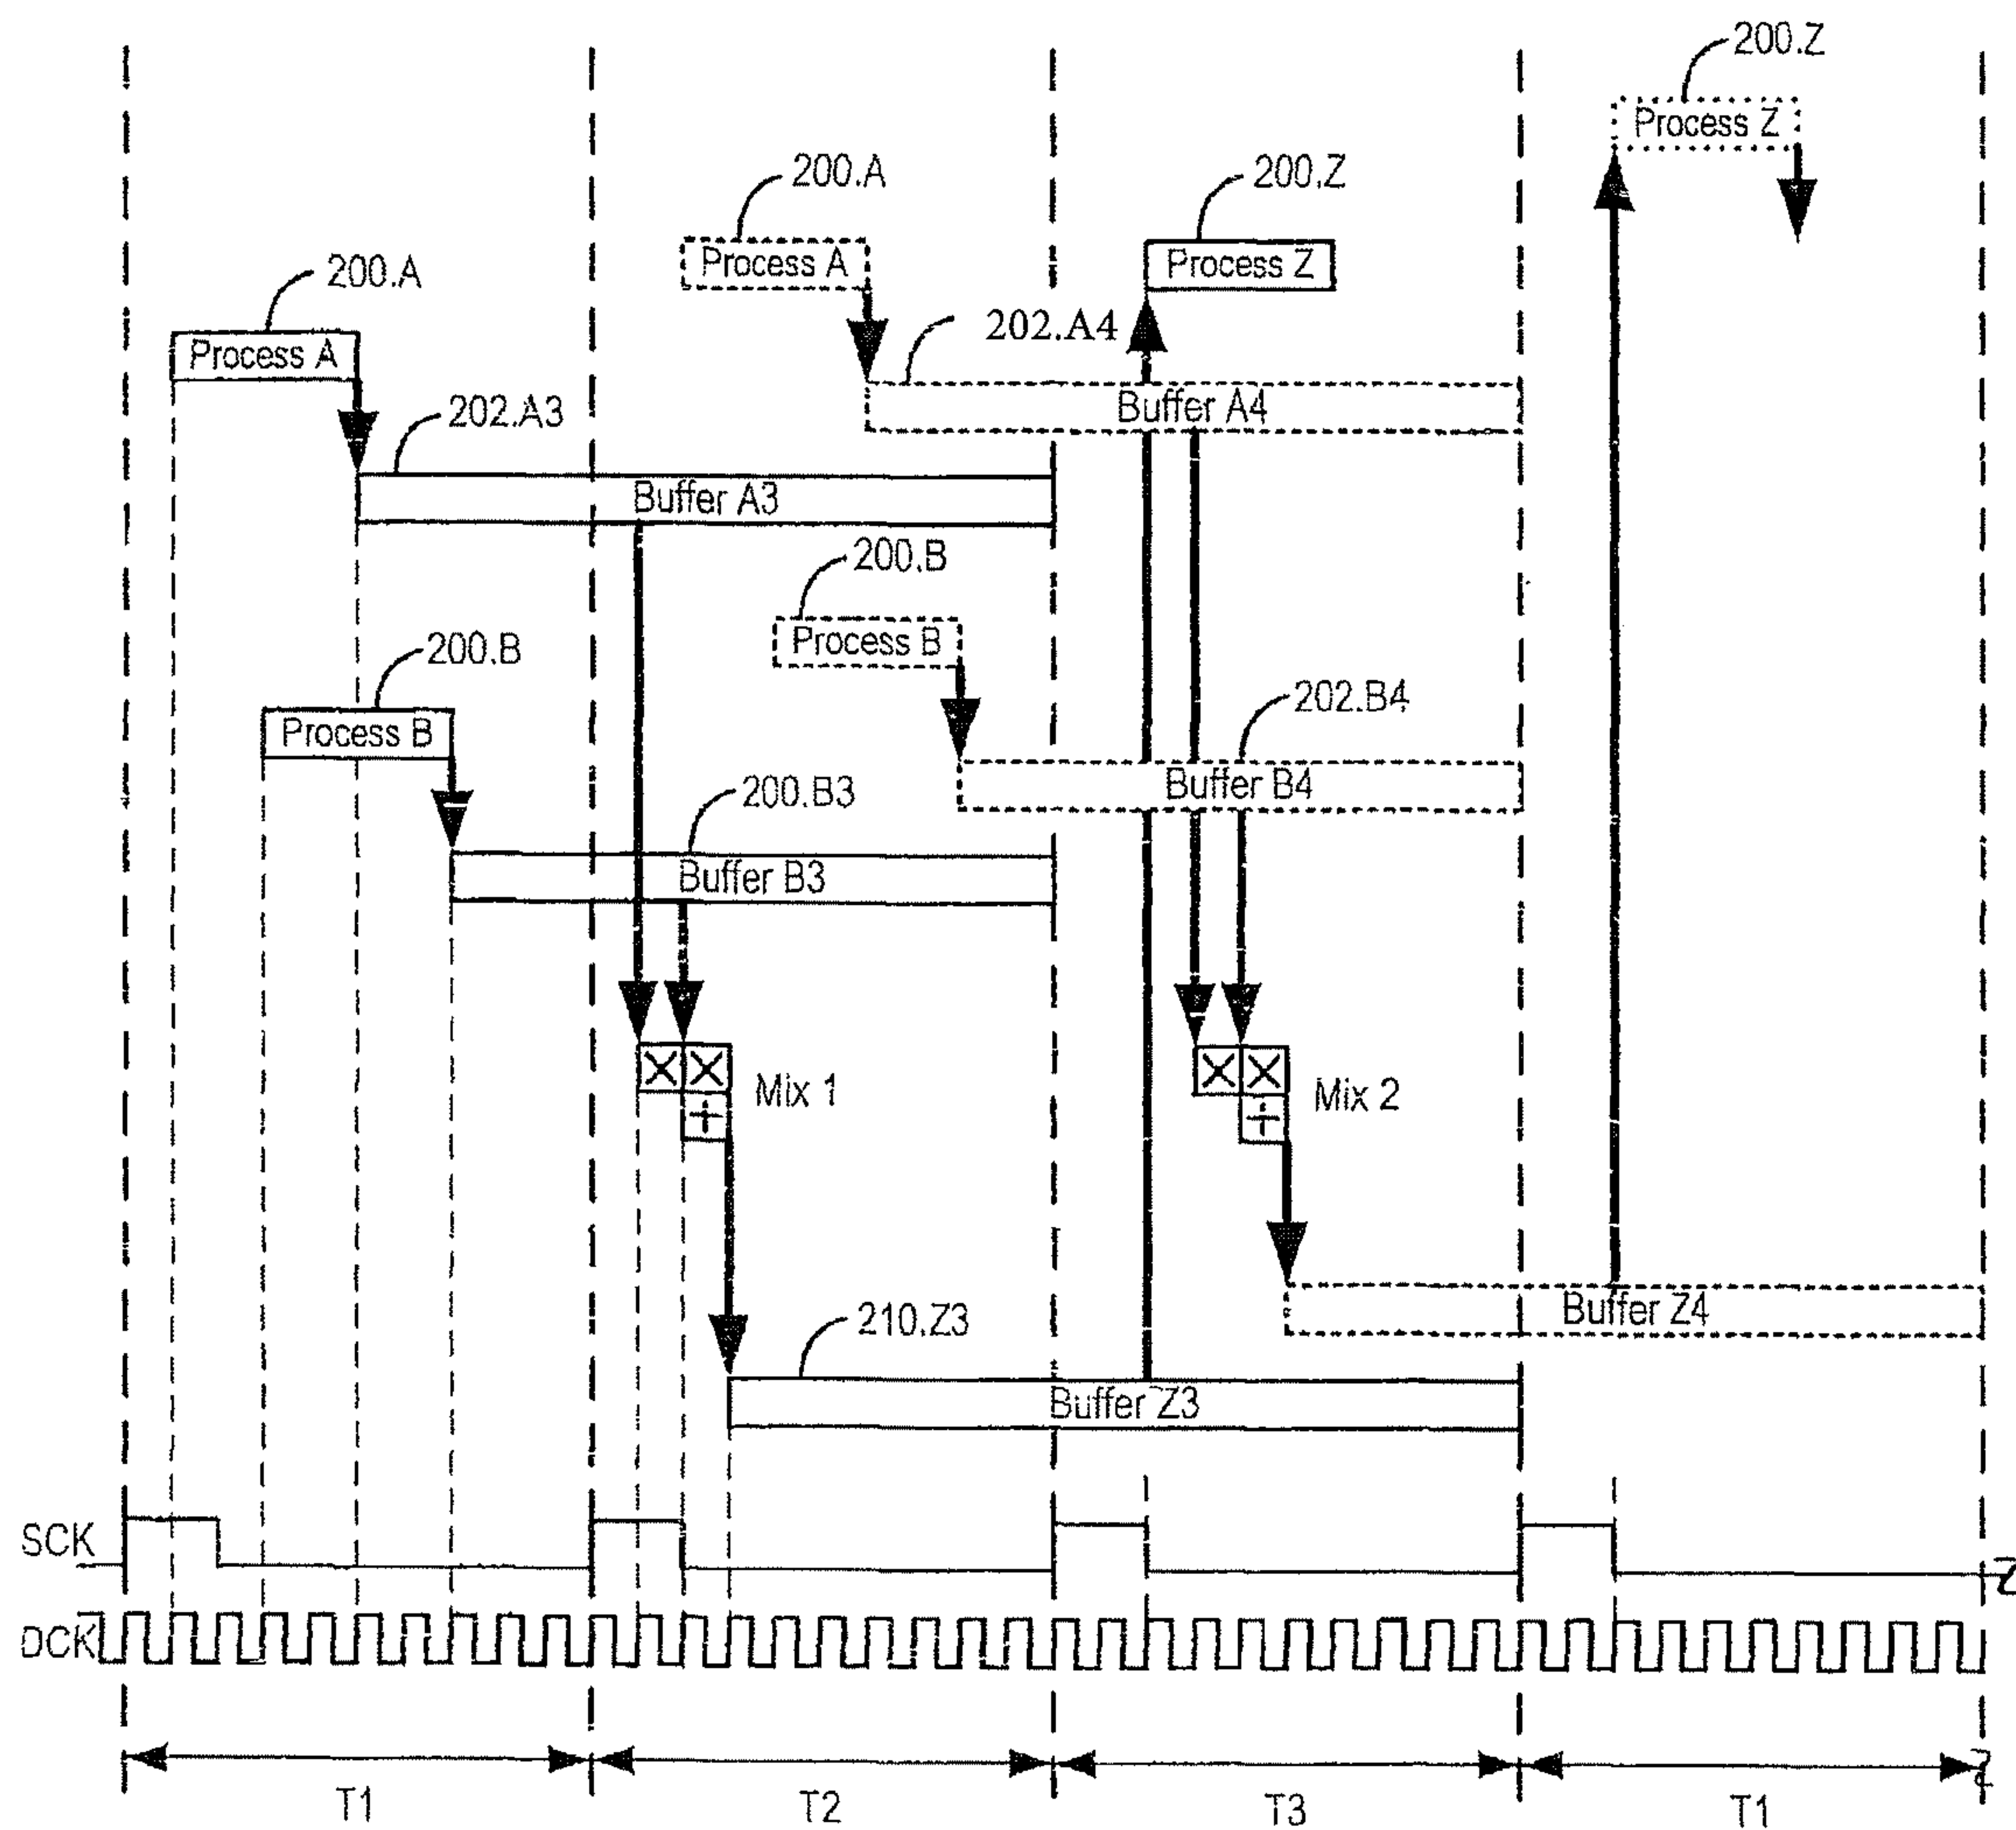 200.Z
Process Z
200.A
200.Z
Process A
Process Z
200.A
202.A4
Process A
Buffer A4
202.A3
Buffer A3
200.B
Process B
200.B
202.B4
Process B
Buffer B4
200.B3
Buffer B3
Mix 1
Mix 2
210.Z3
Buffer Z4
Buffer Z3
SCK
DCK
T1
T2
T3
T1